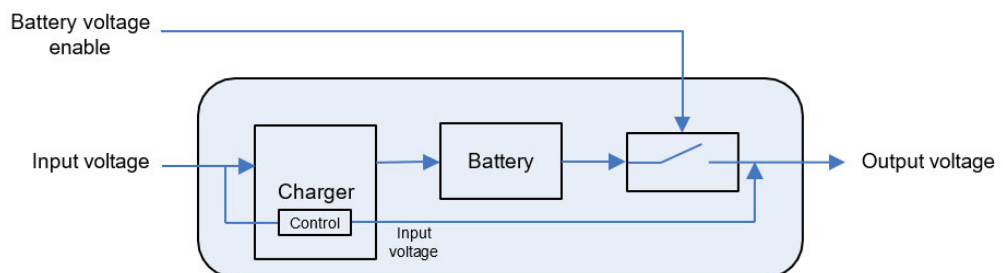 Battery voltage
enable
Input voltage
Charger
Control
Input
voltage
Battery
Output voltage